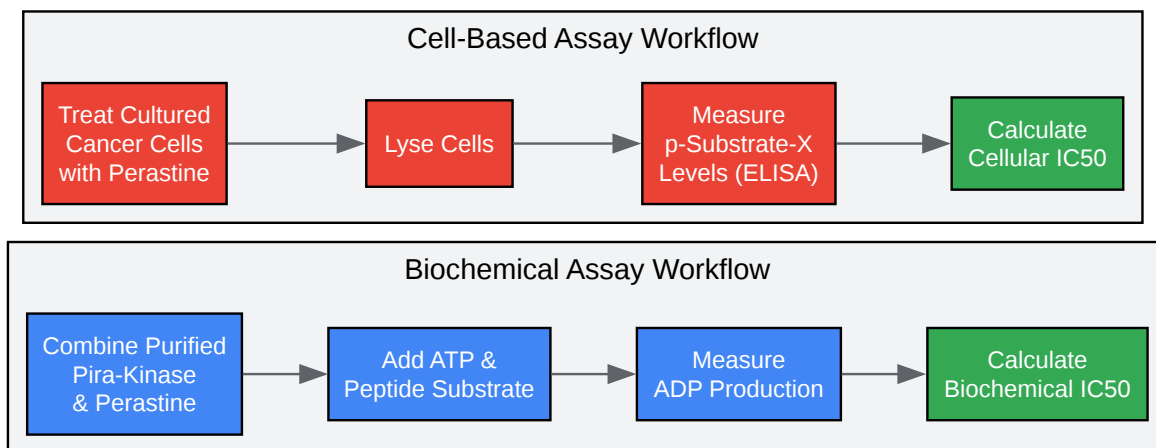 Cell-Based Assay Workflow
Treat Cultured
Cancer Cells
with Perastine
Lyse Cells
Measure
p-Substrate-X
Levels (ELISA)
Calculate
Cellular IC50
Biochemical Assay Workflow
Combine Purified
Pira-Kinase
& Perastine
Add ATP &
Peptide Substrate
Measure
ADP Production
Calculate
Biochemical IC50